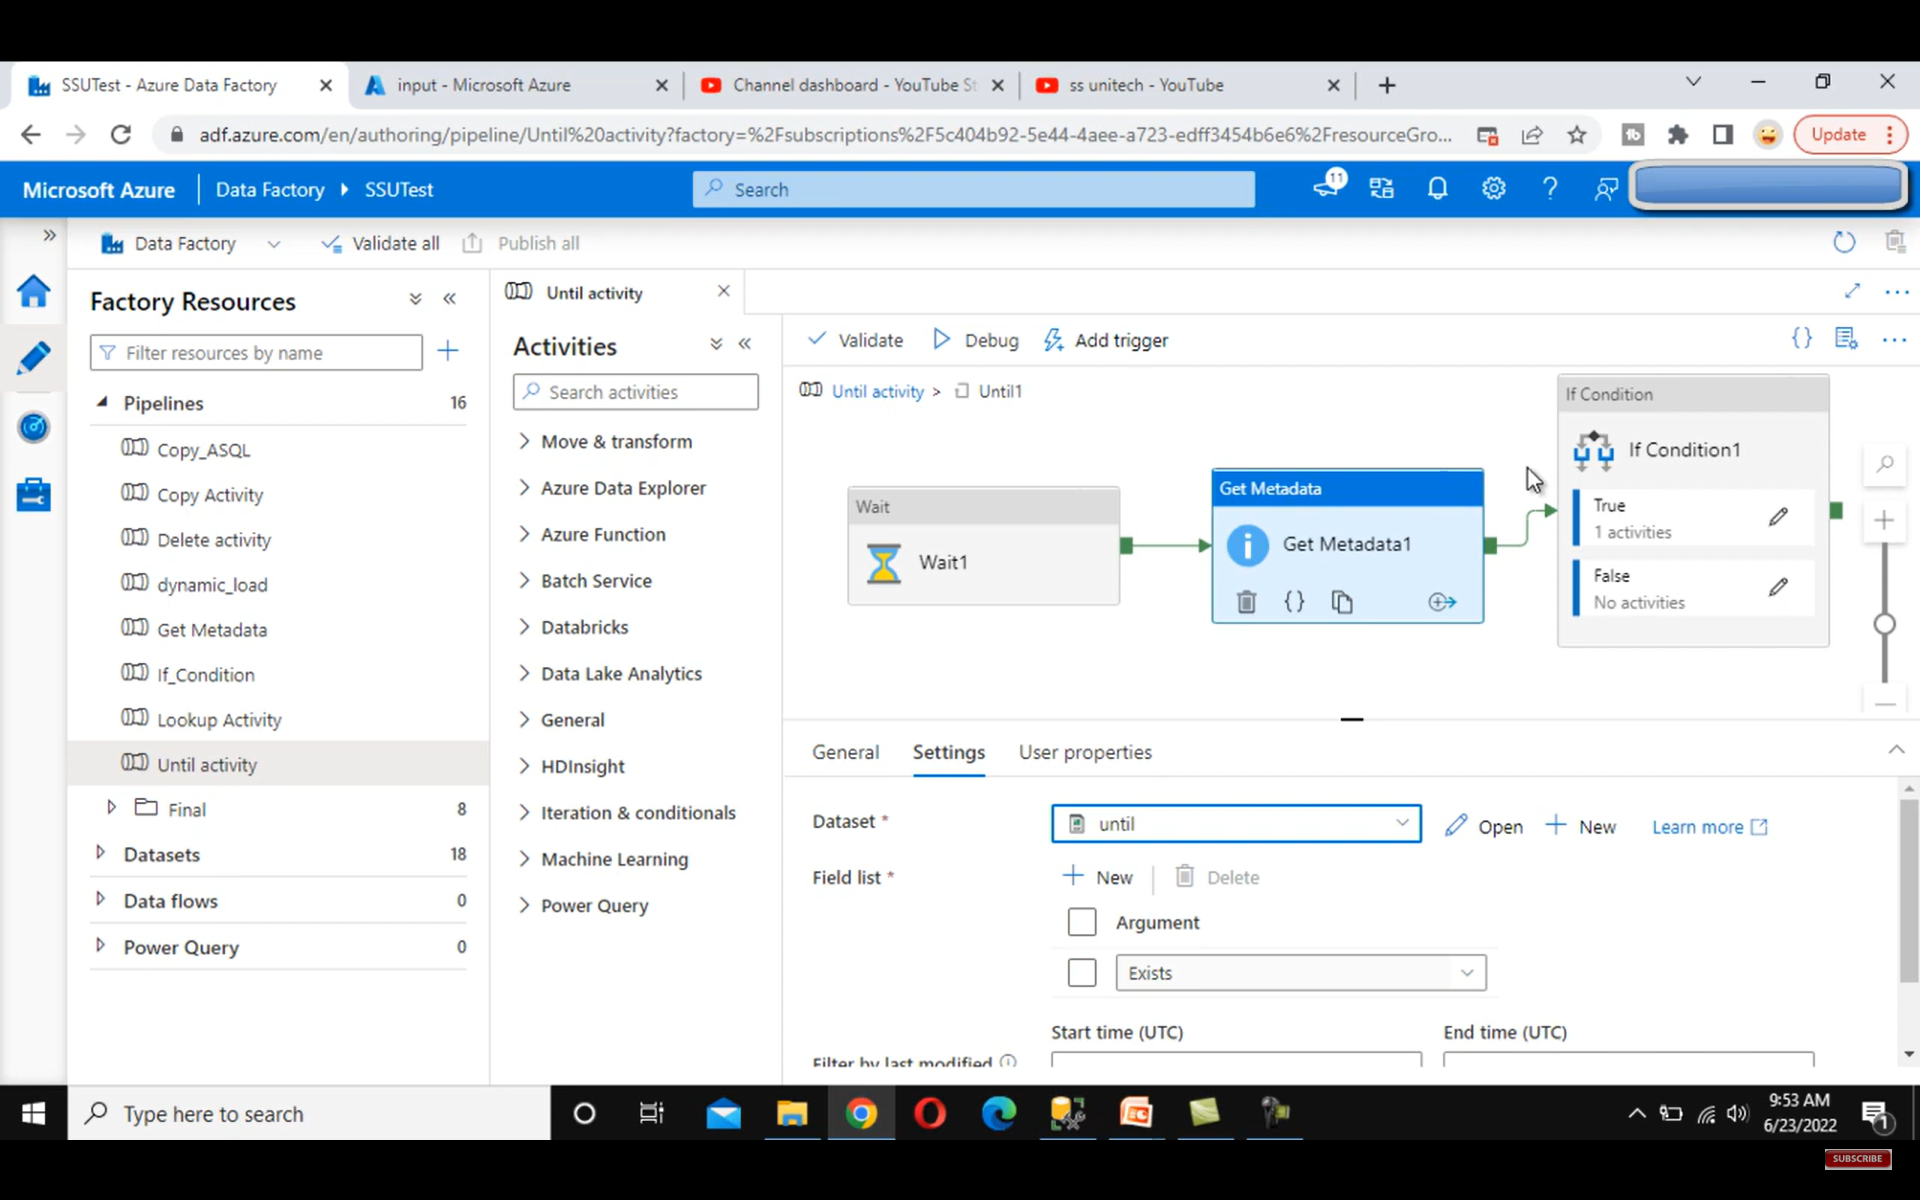 SSUTest - Azure Data Factory
input - Microsoft Azure
Channel dashboard - YouTube St
ss unitech - YouTube
adf.azure.com/en/authoring/pipeline/Until%20activity?factory=%2Fsubscriptions%2F5c404b92-5e44-4aee-a723-edff3454b6e6%2FresourceGro...
Update
Microsoft Azure
Data Factory
SSUTest
Search
11
Data Factory
Validate all
Publish all
Factory Resources
Filter resources by name
Pipelines 16
Copy_ASQL
Copy Activity
Delete activity
dynamic_load
Get Metadata
If_Condition
Lookup Activity
Until activity
Final 8
Datasets 18
Data flows 0
Power Query 0
Until activity
Activities
Search activities
Move & transform
Azure Data Explorer
Azure Function
Batch Service
Databricks
Data Lake Analytics
General
HDInsight
Iteration & conditionals
Machine Learning
Power Query
Validate
Debug
Add trigger
Until activity > Until1
Wait
Wait1
Get Metadata
Get Metadata1
If Condition
If Condition1
True
1 activities
False
No activities
General
Settings
User properties
Dataset *
until
Open
New
Learn more
Field list *
New
Delete
Argument
Exists
Start time (UTC)
End time (UTC)
Filter by last modified
Type here to search
9:53 AM
6/23/2022
1
SUBSCRIBE